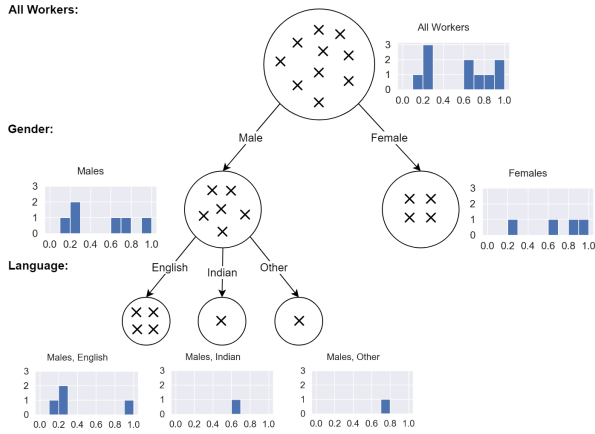 All Workers:
All Workers
3
2
1
0
0.0 0.2 0.4 0.6 0.8 1.0
Gender:
Male
Female
Males
3
2
1
0
0.0 0.2 0.4 0.6 0.8 1.0
Females
3
2
1
0
0.0 0.2 0.4 0.6 0.8 1.0
Language:
English
Indian
Other
Males, English
3
2
1
0
0.0 0.2 0.4 0.6 0.8 1.0
Males, Indian
3
2
1
0
0.0 0.2 0.4 0.6 0.8 1.0
Males, Other
3
2
1
0
0.0 0.2 0.4 0.6 0.8 1.0